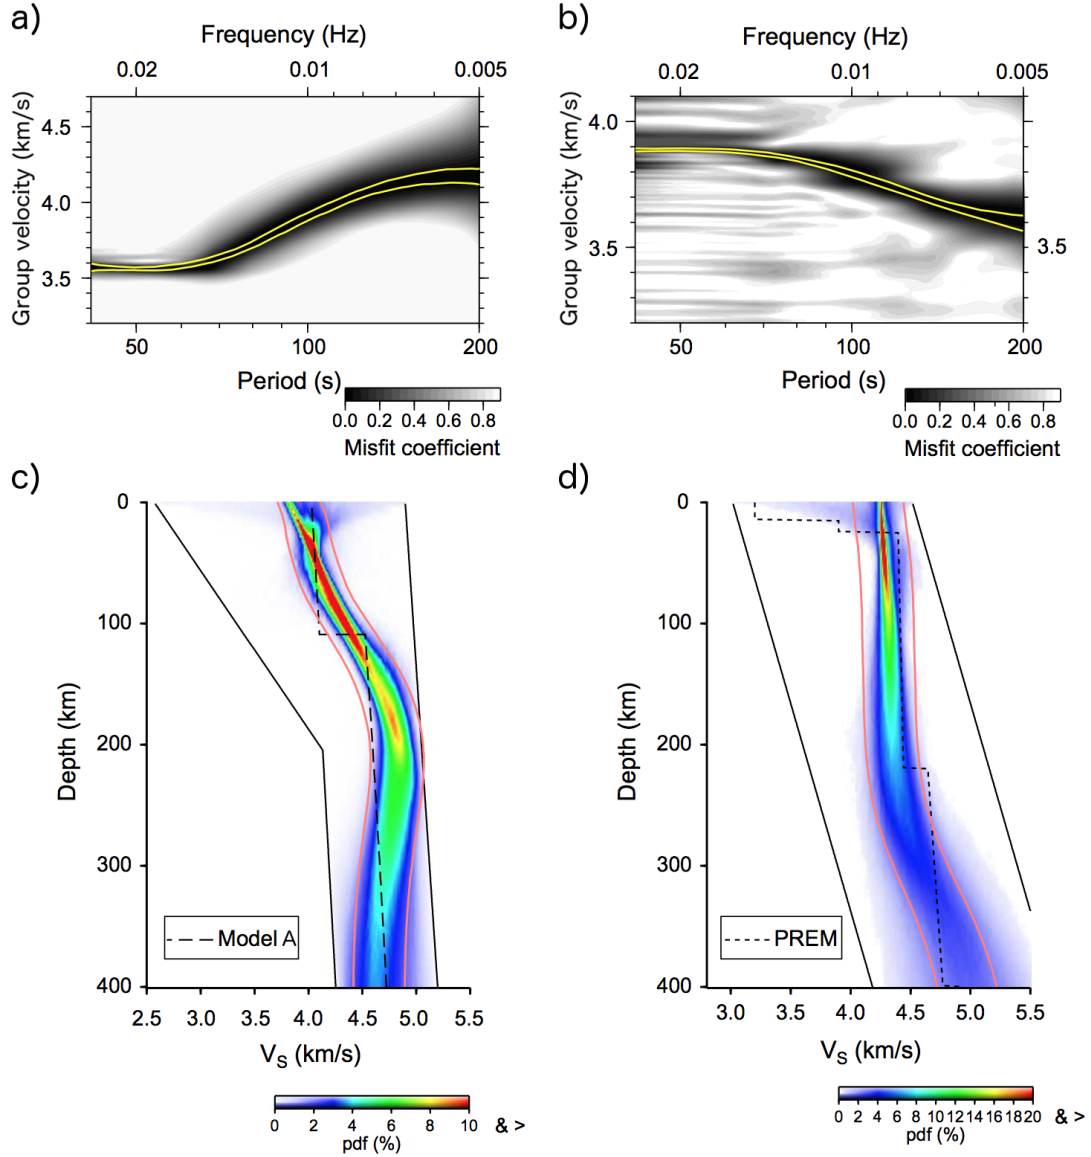 a)
Frequency (Hz)
0.02 0.01 0.005
Group velocity (km/s)
4.5
4.0
3.5
50 100 200
Period (s)
0.0 0.2 0.4 0.6 0.8
Misfit coefficient
b)
Frequency (Hz)
0.02 0.01 0.005
Group velocity (km/s)
4.0
3.5 3.5
50 100 200
Period (s)
0.0 0.2 0.4 0.6 0.8
Misfit coefficient
c)
Depth (km)
0
100
200
300
400
Model A
2.5 3.0 3.5 4.0 4.5 5.0 5.5
VS (km/s)
0 2 4 6 8 10 & >
pdf (%)
d)
Depth (km)
0
100
200
300
400
PREM
3.0 3.5 4.0 4.5 5.0 5.5
VS (km/s)
0 2 4 6 8 10 12 14 16 18 20 & >
pdf (%)